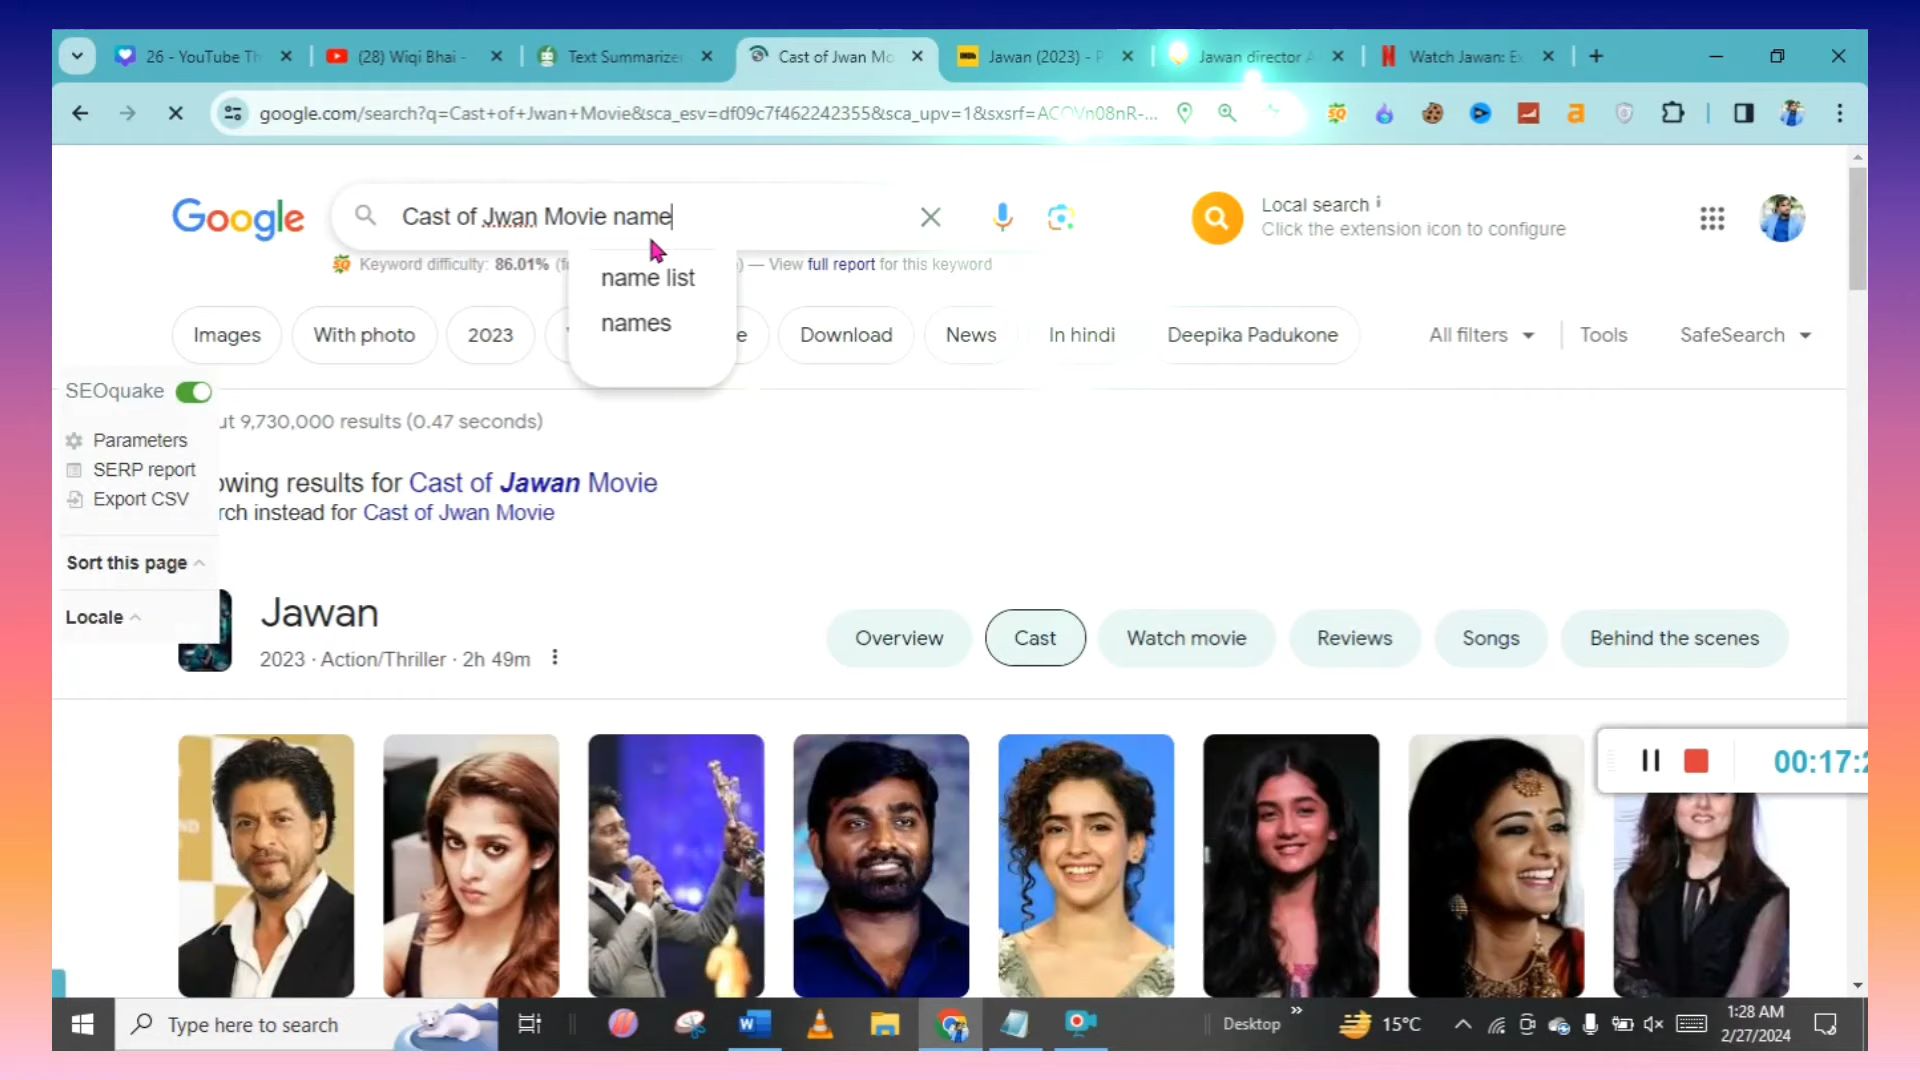 26 - YouTube Th
(28) Wiqi Bhai -
Text Summarize
Cast of Jwan Mo
Jawan (2023) - P
Jawan director A
Watch Jawan: E
google.com/search?q=Cast+of+Jwan+Movie&sca_esv=df09c7f462242355&sca_upv=1&sxsrf=ACQVn08nR-...
Google
Cast of Jwan Movie name
Local search
Click the extension icon to configure
Keyword difficulty: 86.01% (f
) — View full report for this keyword
name list
names
Images
With photo
2023
e
Download
News
In hindi
Deepika Padukone
All filters
Tools
SafeSearch
SEOquake
Parameters
SERP report
Export CSV
Sort this page
Locale
ut 9,730,000 results (0.47 seconds)
owing results for Cast of Jawan Movie
rch instead for Cast of Jwan Movie
Jawan
2023 · Action/Thriller · 2h 49m
Overview
Cast
Watch movie
Reviews
Songs
Behind the scenes
00:17:2
Type here to search
Desktop
15°C
1:28 AM
2/27/2024